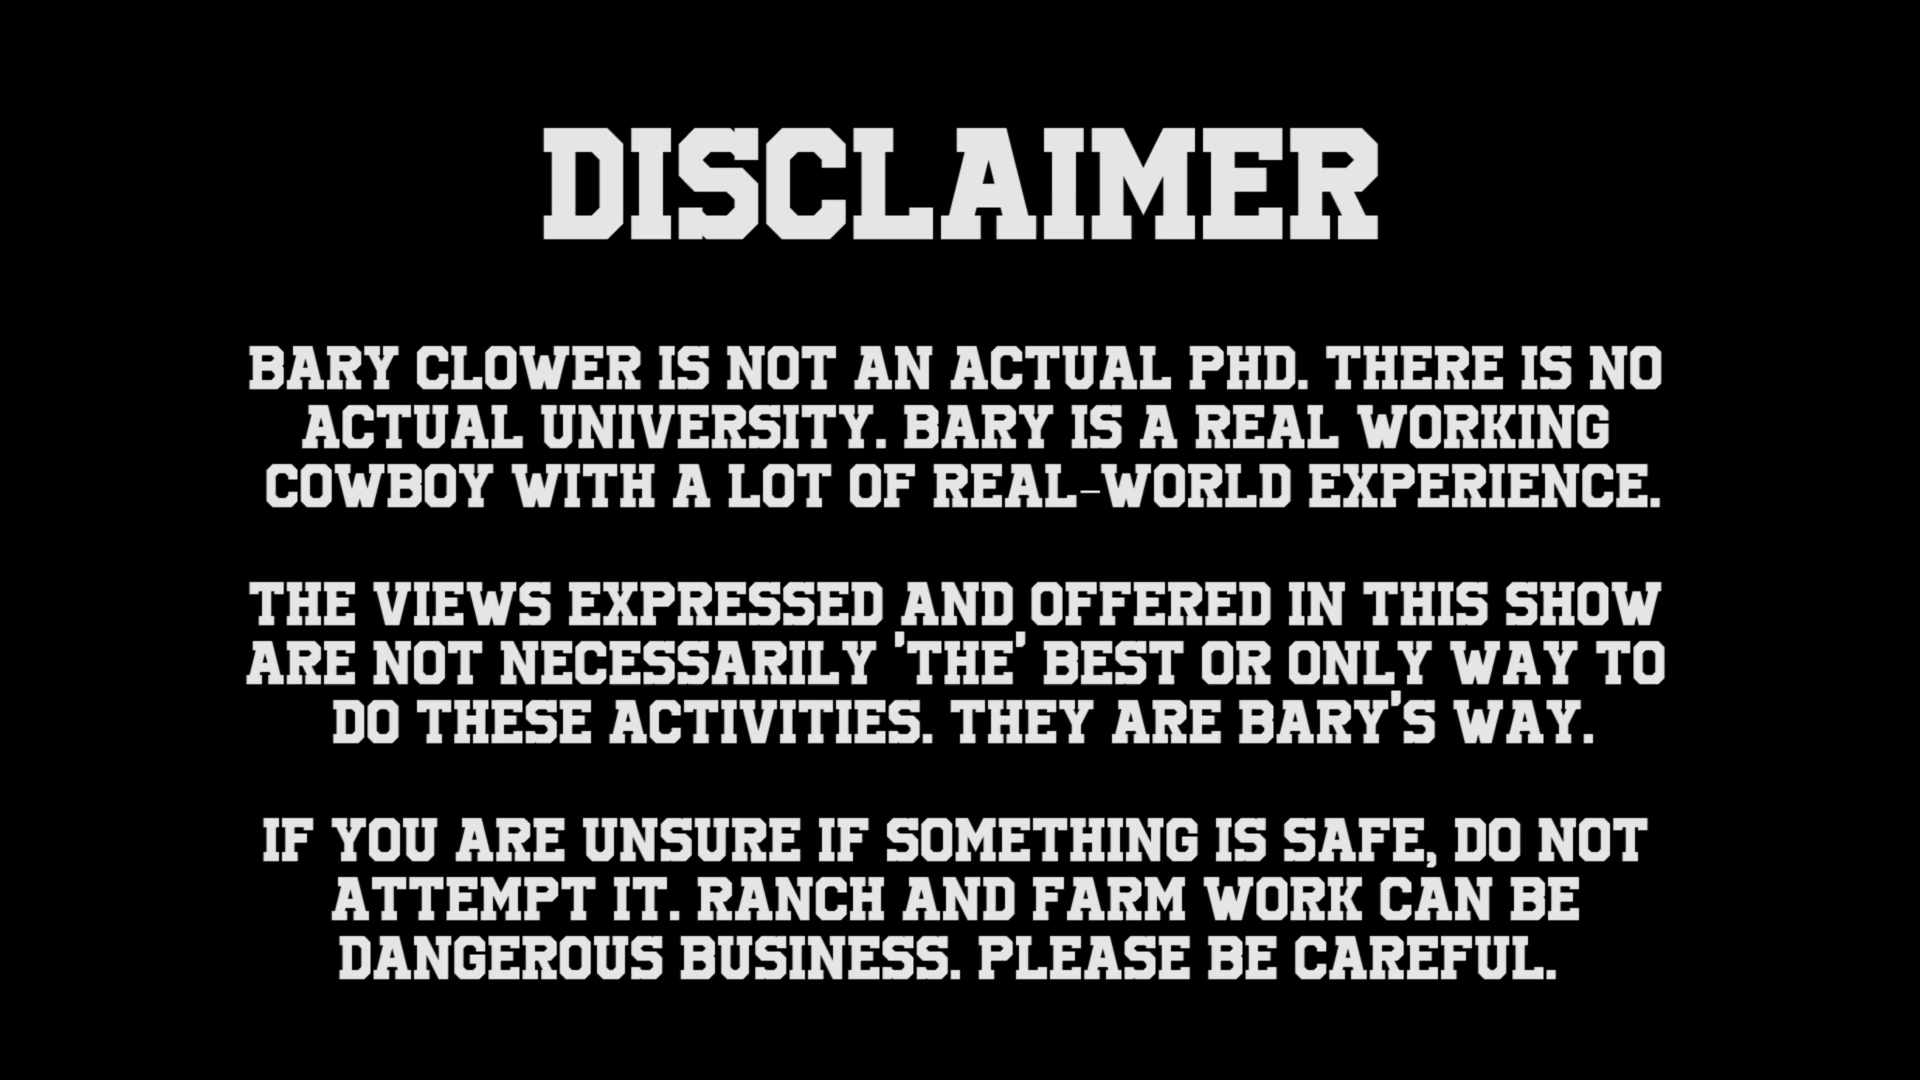 DISCLAIMER
BARY CLOWER IS NOT AN ACTUAL PHD. THERE IS NO
ACTUAL UNIVERSITY. BARY IS A REAL WORKING
COWBOY WITH A LOT OF REAL-WORLD EXPERIENCE.
THE VIEWS EXPRESSED AND OFFERED IN THIS SHOW
ARE NOT NECESSARILY 'THE' BEST OR ONLY WAY TO
DO THESE ACTIVITIES. THEY ARE BARY'S WAY.
IF YOU ARE UNSURE IF SOMETHING IS SAFE, DO NOT
ATTEMPT IT. RANCH AND FARM WORK CAN BE
DANGEROUS BUSINESS. PLEASE BE CAREFUL.